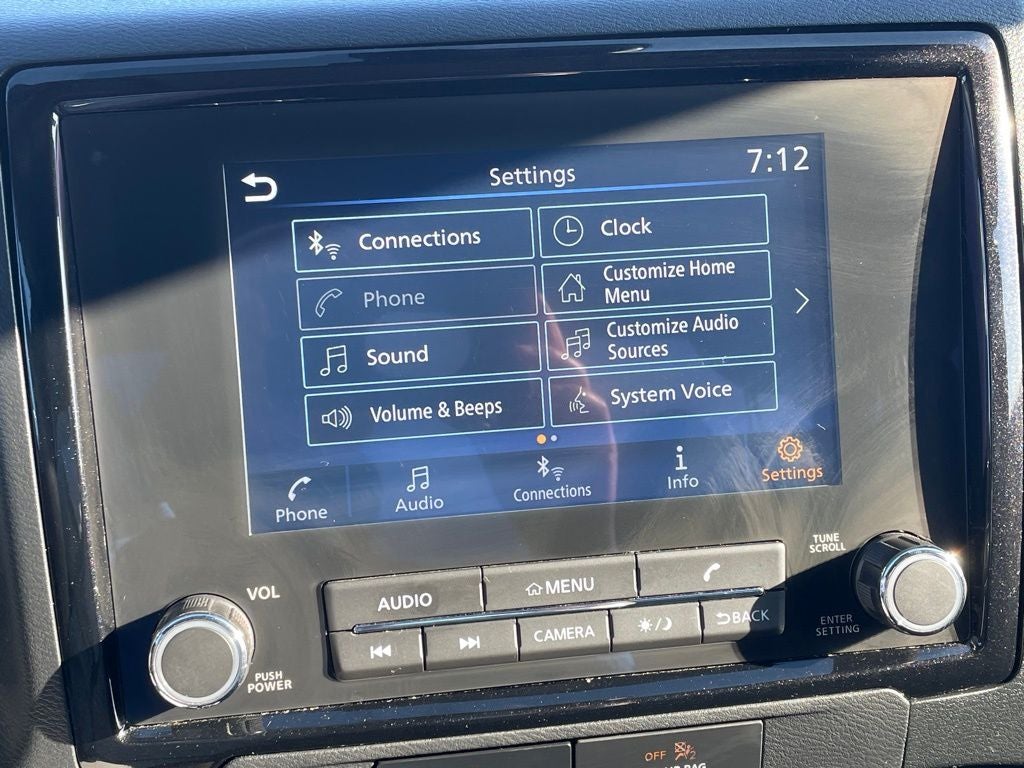 Settings
7:12
Connections
Clock
Phone
Customize Home
Menu
Sound
Customize Audio
Sources
Volume & Beeps
System Voice
Phone
Audio
Connections
Info
Settings
VOL
PUSH
POWER
AUDIO
MENU
CAMERA
BACK
TUNE
SCROLL
ENTER
SETTING
OFF
BAG